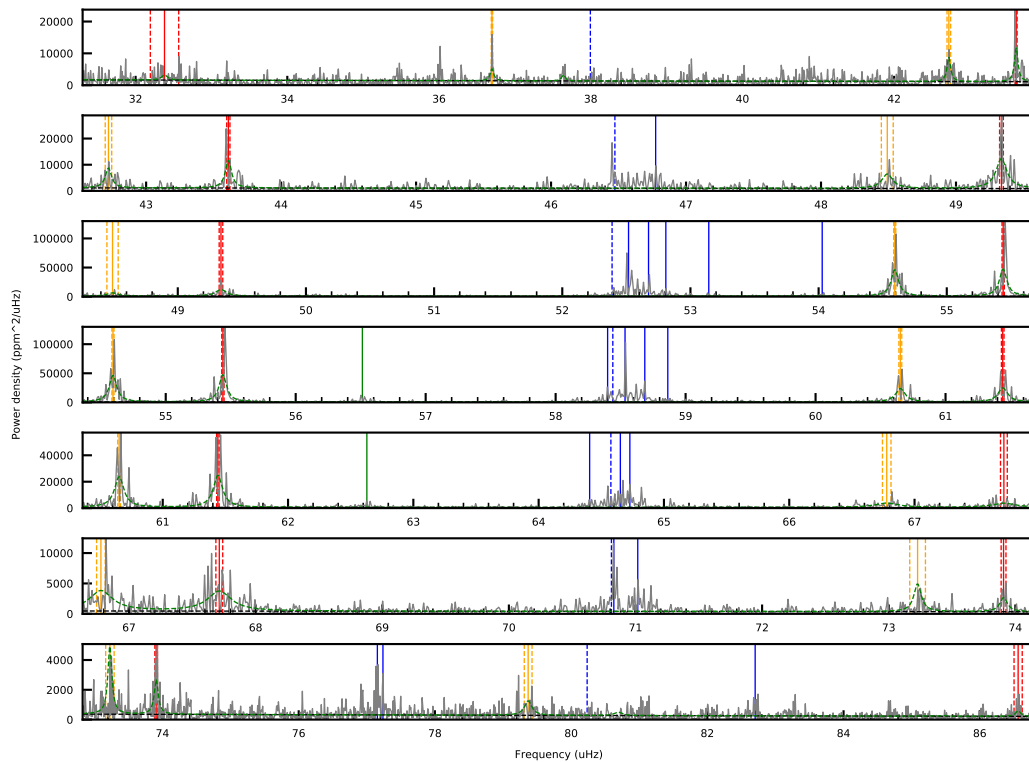 20000
10000
0
32 34 36 38 40 42
20000
10000
0
43 44 45 46 47 48 49
100000
50000
0
49 50 51 52 53 54 55
Power density (ppm^2/uHz)
100000
50000
0
55 56 57 58 59 60 61
40000
20000
0
61 62 63 64 65 66 67
10000
5000
0
67 68 69 70 71 72 73 74
4000
2000
0
74 76 78 80 82 84 86
Frequency (uHz)